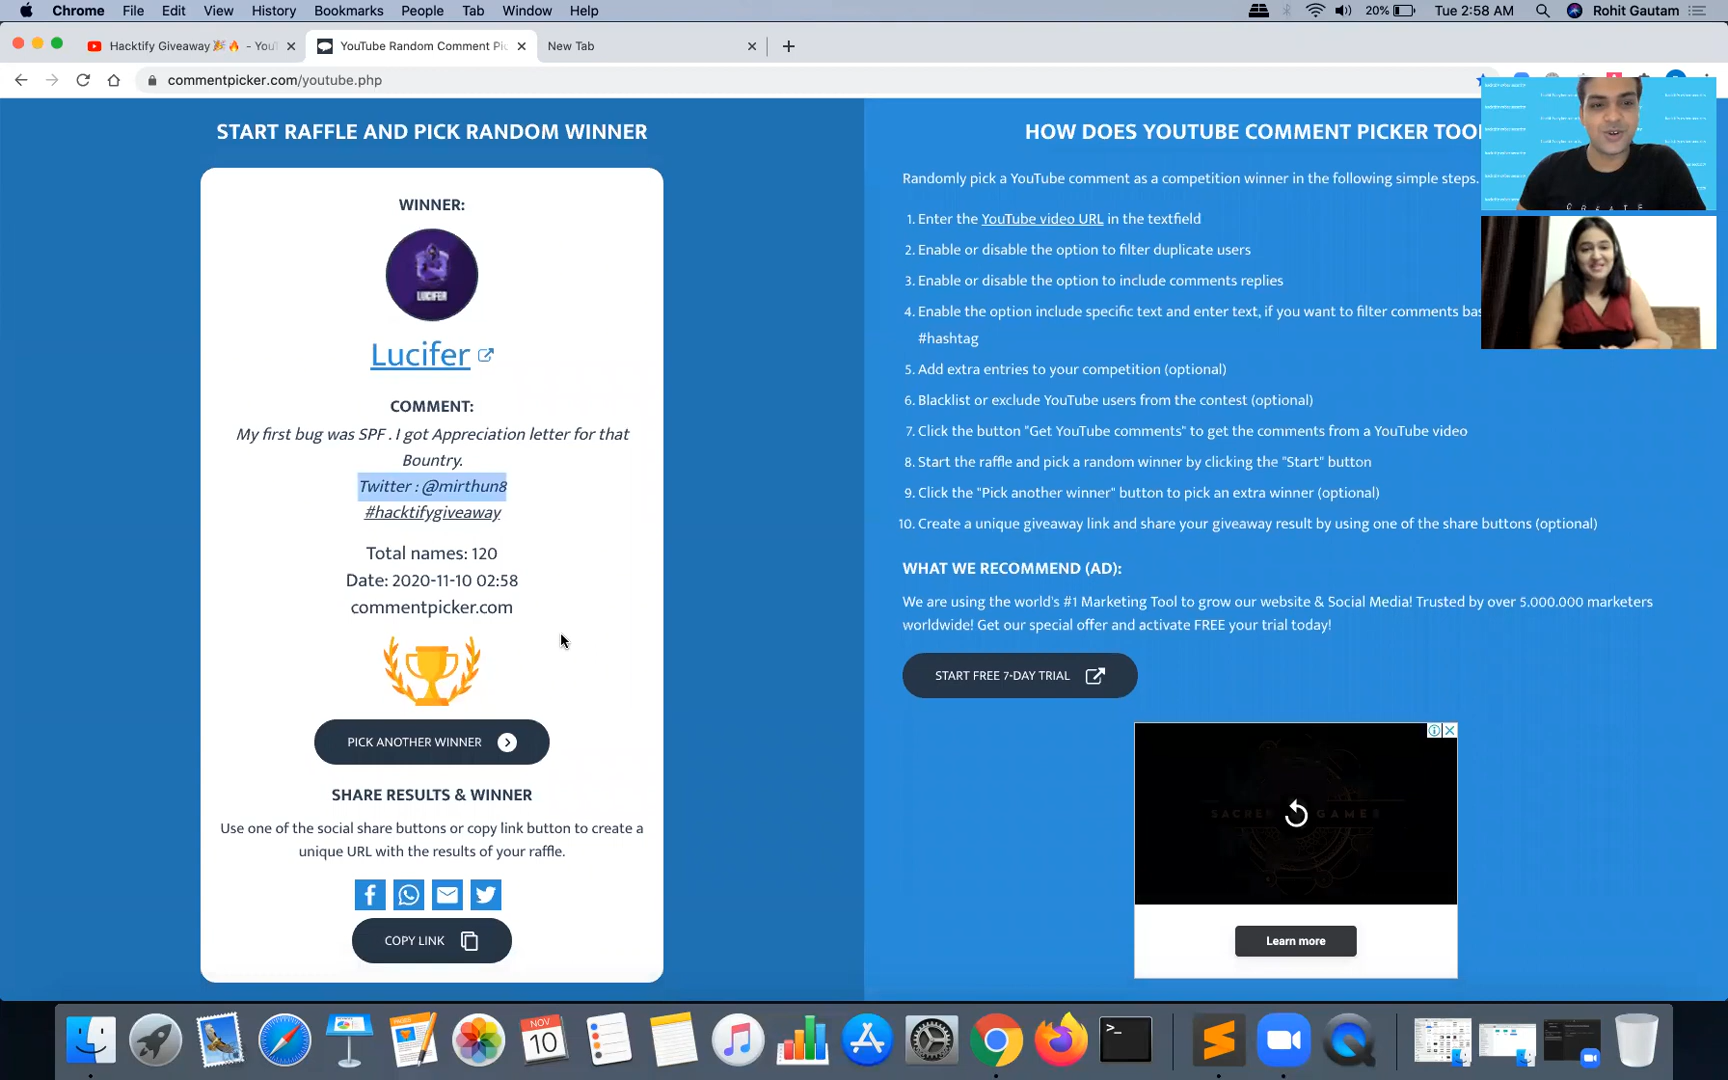 Chrome File Edit View History Bookmarks People Tab Window Help
20% Tue 2:58 AM Rohit Gautam
Hacktify Giveaway🎉🔥 - You
YouTube Random Comment Pic
New Tab
commentpicker.com/youtube.php
START RAFFLE AND PICK RANDOM WINNER
WINNER:
LUCIFER
Lucifer
COMMENT:
My first bug was SPF . I got Appreciation letter for that
Bountry.
Twitter : @mirthun8
#hacktifygiveaway
Total names: 120
Date: 2020-11-10 02:58
commentpicker.com
PICK ANOTHER WINNER
SHARE RESULTS & WINNER
Use one of the social share buttons or copy link button to create a
unique URL with the results of your raffle.
COPY LINK
HOW DOES YOUTUBE COMMENT PICKER TOO
Randomly pick a YouTube comment as a competition winner in the following simple steps.
1. Enter the YouTube video URL in the textfield
2. Enable or disable the option to filter duplicate users
3. Enable or disable the option to include comments replies
4. Enable the option include specific text and enter text, if you want to filter comments bas
#hashtag
5. Add extra entries to your competition (optional)
6. Blacklist or exclude YouTube users from the contest (optional)
7. Click the button "Get YouTube comments" to get the comments from a YouTube video
8. Start the raffle and pick a random winner by clicking the "Start" button
9. Click the "Pick another winner" button to pick an extra winner (optional)
10. Create a unique giveaway link and share your giveaway result by using one of the share buttons (optional)
WHAT WE RECOMMEND (AD):
We are using the world's #1 Marketing Tool to grow our website & Social Media! Trusted by over 5.000.000 marketers
worldwide! Get our special offer and activate FREE your trial today!
START FREE 7-DAY TRIAL
SACRED GAMES
Learn more
CREATE
NOV
10